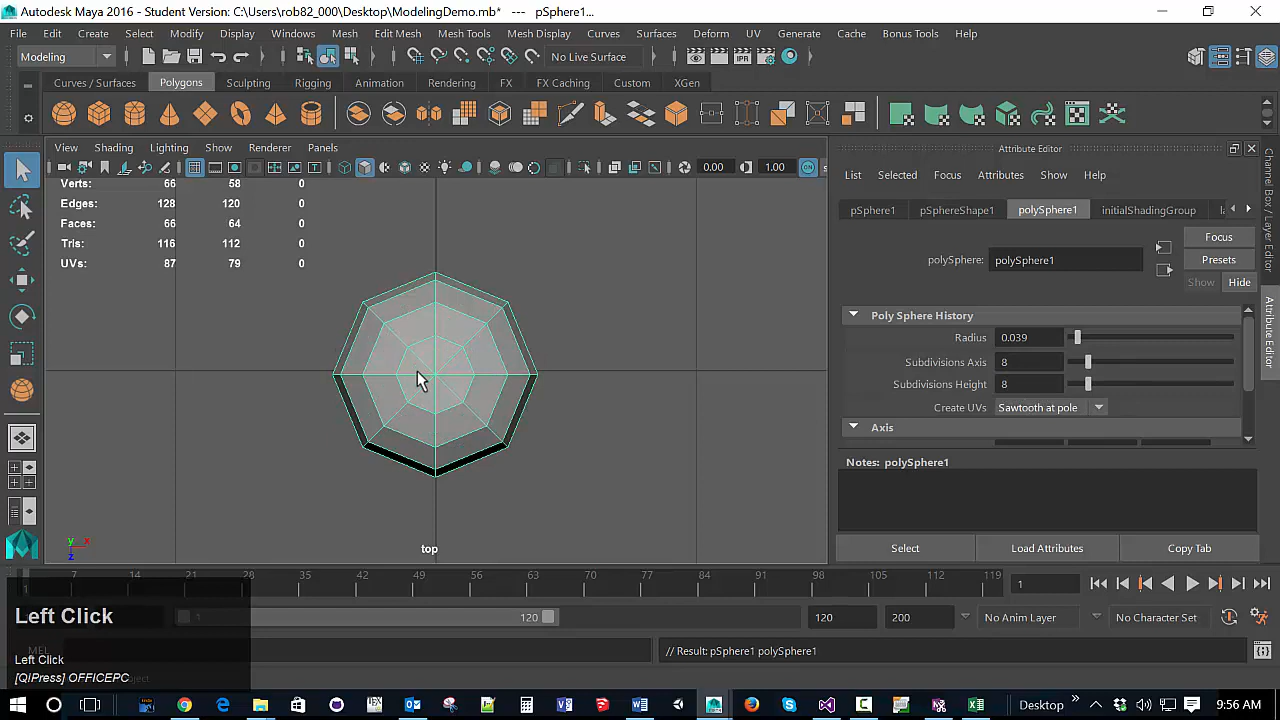 Autodesk Maya 2016 - Student Version: C:\Users\rob82_000\Desktop\ModelingDemo.mb* --- pSphere1...
File Edit Create Select Modify Display Windows Mesh Edit Mesh Mesh Tools Mesh Display Curves Surfaces Deform UV Generate Cache Bonus Tools Help
Modeling No Live Surface
Curves / Surfaces Polygons Sculpting Rigging Animation Rendering FX FX Caching Custom XGen
View Shading Lighting Show Renderer Panels
0.00 1.00 ON
Verts: 66 58 0
Edges: 128 120 0
Faces: 66 64 0
Tris: 116 112 0
UVs: 87 79 0
top
Attribute Editor
List Selected Focus Attributes Show Help
pSphere1 pSphereShape1 polySphere1 initialShadingGroup
polySphere: polySphere1
Focus
Presets
Show Hide
Poly Sphere History
Radius 0.039
Subdivisions Axis 8
Subdivisions Height 8
Create UVs Sawtooth at pole
Axis
Notes: polySphere1
Select Load Attributes Copy Tab
Channel Box / Layer Editor
Attribute Editor
1 7 14 21 28 35 42 49 56 63 70 77 84 91 98 105 112 119 1
Left Click
1 120 120 200 No Anim Layer No Character Set
MEL // Result: pSphere1 polySphere1
Left Click
[QIPress] OFFICEPC
Desktop 9:56 AM